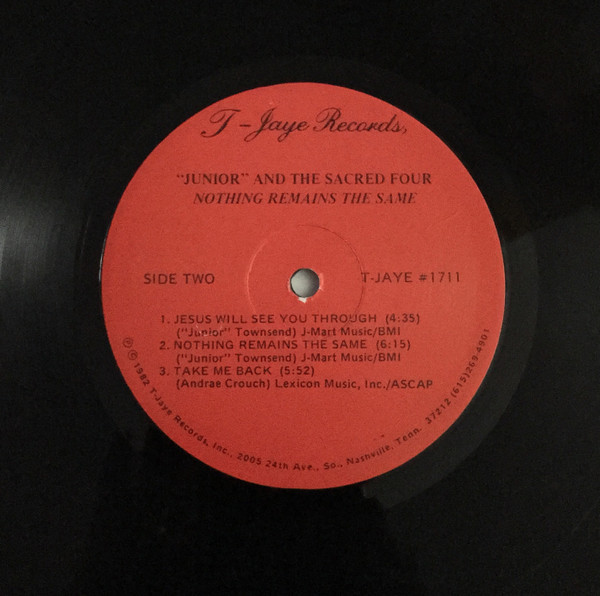 T-Jaye Records,
"JUNIOR" AND THE SACRED FOUR
NOTHING REMAINS THE SAME
SIDE TWO
T-JAYE #1711
1. JESUS WILL SEE YOU THROUGH (4:35)
("Junior" Townsend) J-Mart Music/BMI
2. NOTHING REMAINS THE SAME (6:15)
("Junior" Townsend) J-Mart Music/BMI
3. TAKE ME BACK (5:52)
(Andrae Crouch) Lexicon Music, Inc./ASCAP
℗ © 1982 T-Jaye Records, Inc., 2005 24th Ave., So., Nashville, Tenn. 37212 (615)269-4901